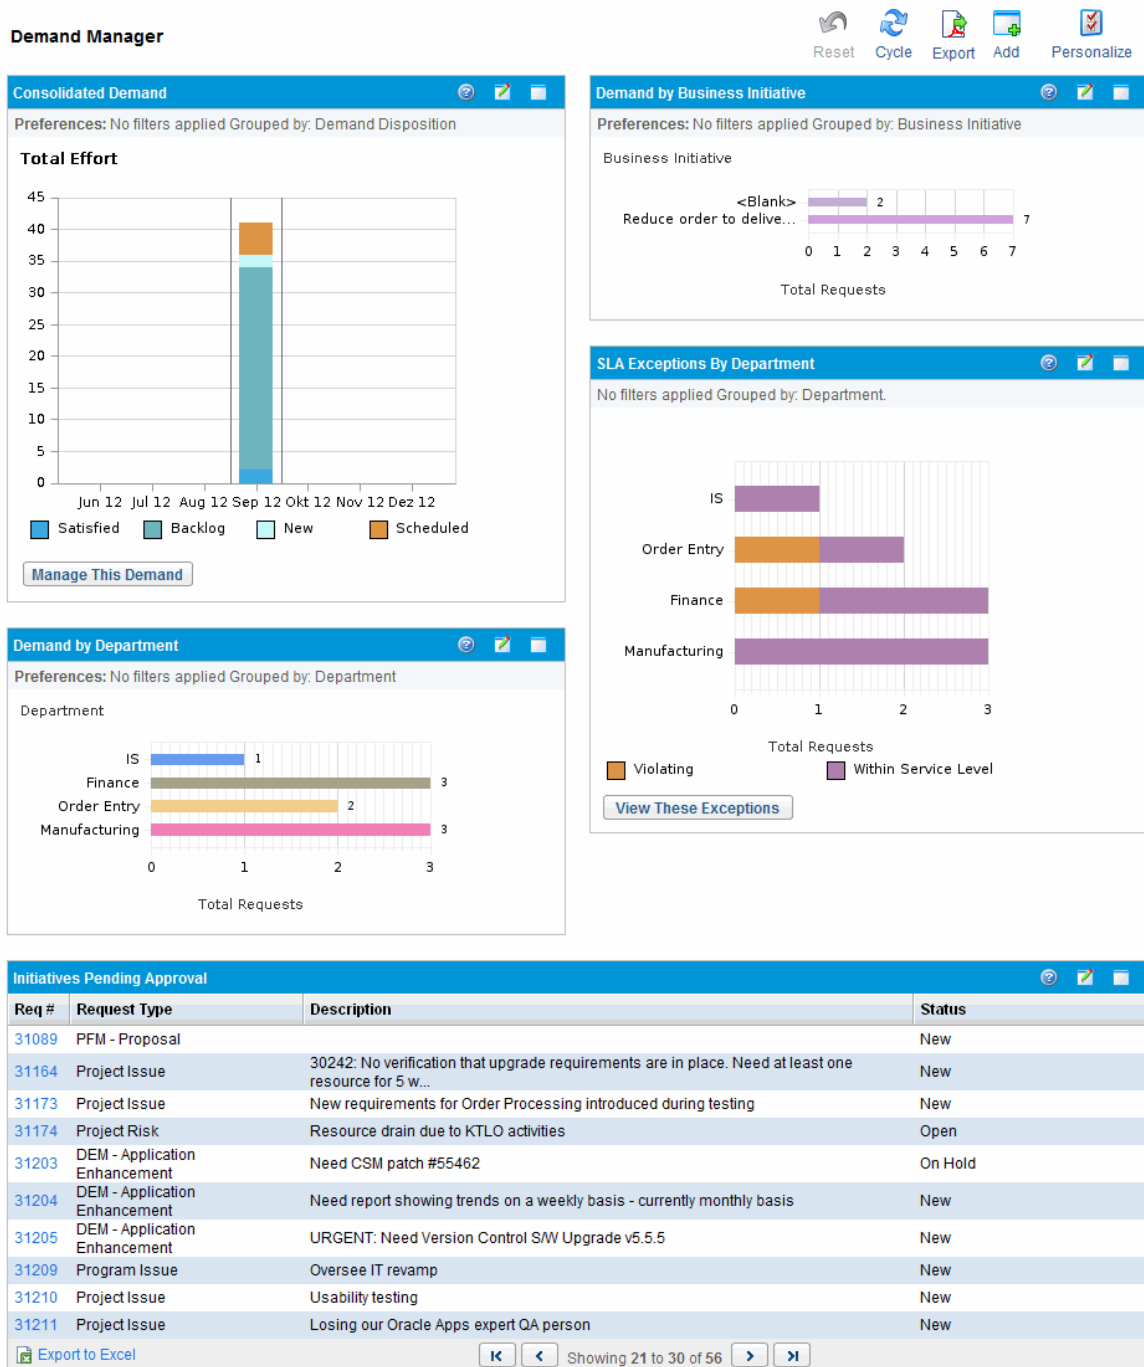 Demand Manager
Reset Cycle Export Add Personalize
Consolidated Demand
Preferences: No filters applied Grouped by: Demand Disposition
Total Effort
45
40
35
30
25
20
15
10
5
0
Jun 12 Jul 12 Aug 12 Sep 12 Okt 12 Nov 12 Dez 12
Satisfied Backlog New Scheduled
Manage This Demand
Demand by Business Initiative
Preferences: No filters applied Grouped by: Business Initiative
Business Initiative
<Blank> 2
Reduce order to delive... 7
0 1 2 3 4 5 6 7
Total Requests
SLA Exceptions By Department
No filters applied Grouped by: Department.
IS
Order Entry
Finance
Manufacturing
0 1 2 3
Total Requests
Violating Within Service Level
View These Exceptions
Demand by Department
Preferences: No filters applied Grouped by: Department
Department
IS 1
Finance 3
Order Entry 2
Manufacturing 3
0 1 2 3
Total Requests
Initiatives Pending Approval
Req # Request Type Description Status
31089 PFM - Proposal New
31164 Project Issue 30242: No verification that upgrade requirements are in place. Need at least one
resource for 5 w... New
31173 Project Issue New requirements for Order Processing introduced during testing New
31174 Project Risk Resource drain due to KTLO activities Open
31203 DEM - Application
Enhancement Need CSM patch #55462 On Hold
31204 DEM - Application
Enhancement Need report showing trends on a weekly basis - currently monthly basis New
31205 DEM - Application
Enhancement URGENT: Need Version Control S/W Upgrade v5.5.5 New
31209 Program Issue Oversee IT revamp New
31210 Project Issue Usability testing New
31211 Project Issue Losing our Oracle Apps expert QA person New
Export to Excel Showing 21 to 30 of 56